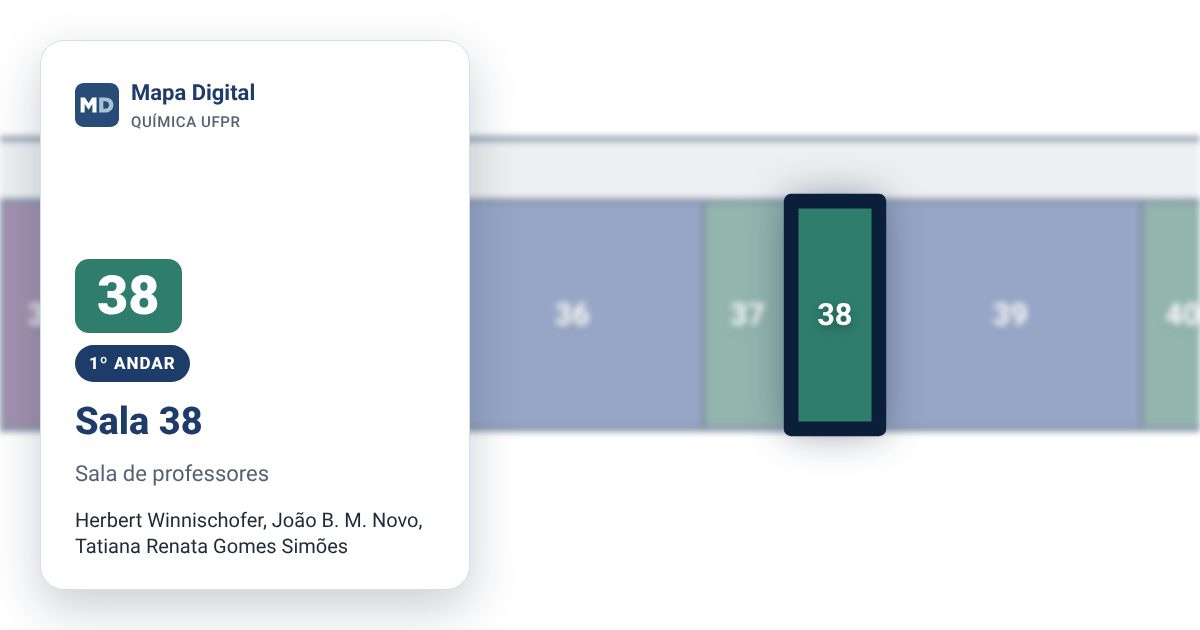 MD
Mapa Digital
QUÍMICA UFPR
38
1º ANDAR
Sala 38
Sala de professores
Herbert Winnischofer, João B. M. Novo,
Tatiana Renata Gomes Simões
36
37
38
39
40